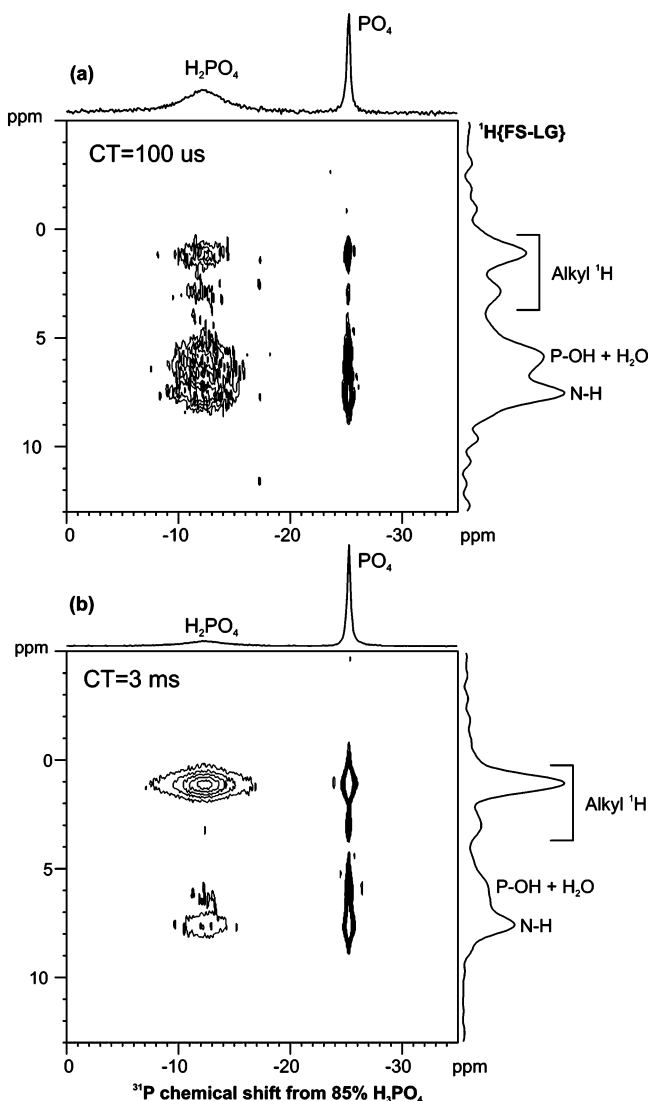 PO₄
(a)
H₂PO₄
ppm
¹H{FS-LG}
CT=100 us
0
Alkyl ¹H
5
P-OH + H₂O
N-H
10
0 -10 -20 -30 ppm
PO₄
(b)
H₂PO₄
ppm
CT=3 ms
0
Alkyl ¹H
5
P-OH + H₂O
N-H
10
0 -10 -20 -30 ppm
³¹P chemical shift from 85% H₃PO₄